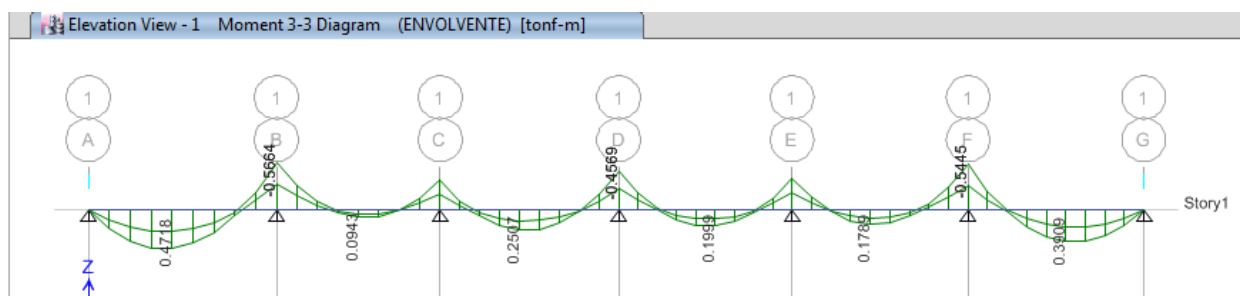 Elevation View - 1 Moment 3-3 Diagram (ENVOLVENTE) [tonf-m]
1 1 1 1 1 1 1
A B C D E F G
-0.5664 -0.4569 -0.5445
Story1
0.4718 0.0943 0.2507 0.1999 0.1789 0.3909
Z